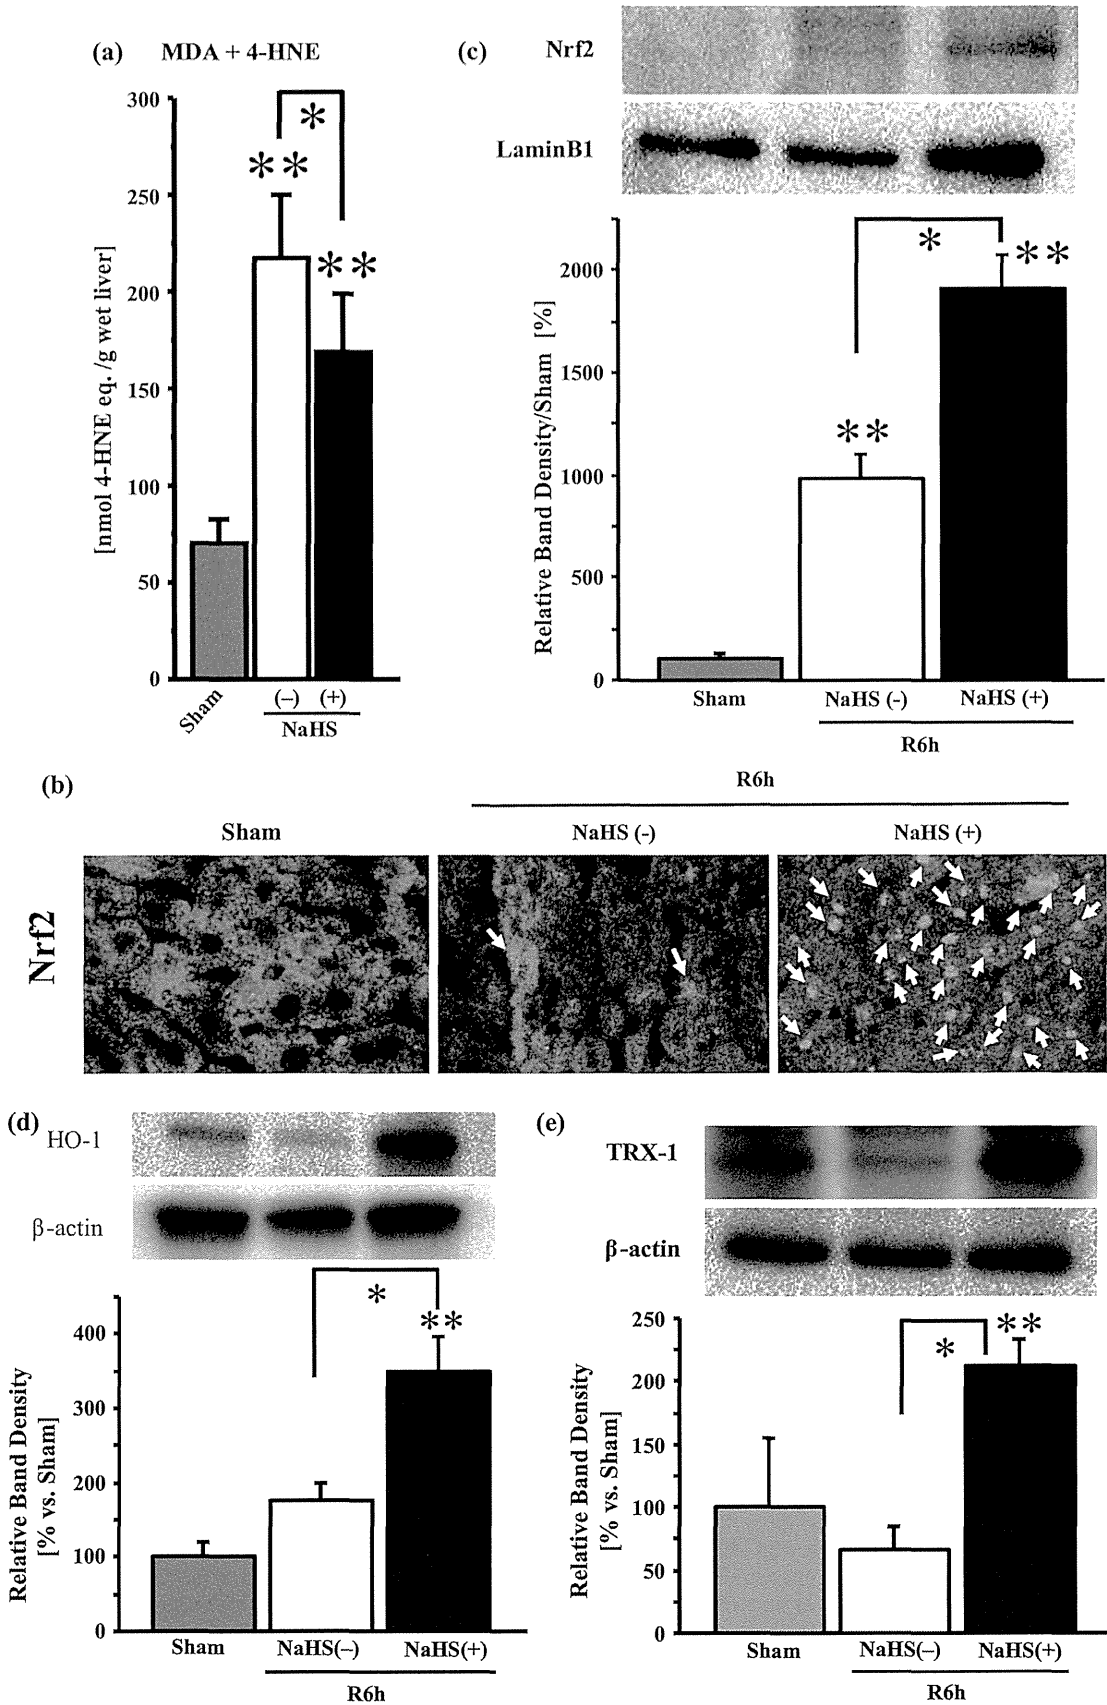 (a) MDA + 4-HNE
[nmol 4-HNE eq. /g wet liver]
300
250
200
150
100
50
0
*
**
**
Sham
(–) (+)
NaHS
(c)
Nrf2
LaminB1
Relative Band Density/Sham [%]
2000
1500
1000
500
0
*
**
**
Sham NaHS (-) NaHS (+)
R6h
(b)
R6h
Sham NaHS (-) NaHS (+)
Nrf2
(d)
HO-1
β-actin
Relative Band Density
[% vs. Sham]
400
300
200
100
0
*
**
Sham NaHS(–) NaHS(+)
R6h
(e)
TRX-1
β-actin
Relative Band Density
[% vs. Sham]
250
200
150
100
50
0
*
**
Sham NaHS(–) NaHS(+)
R6h